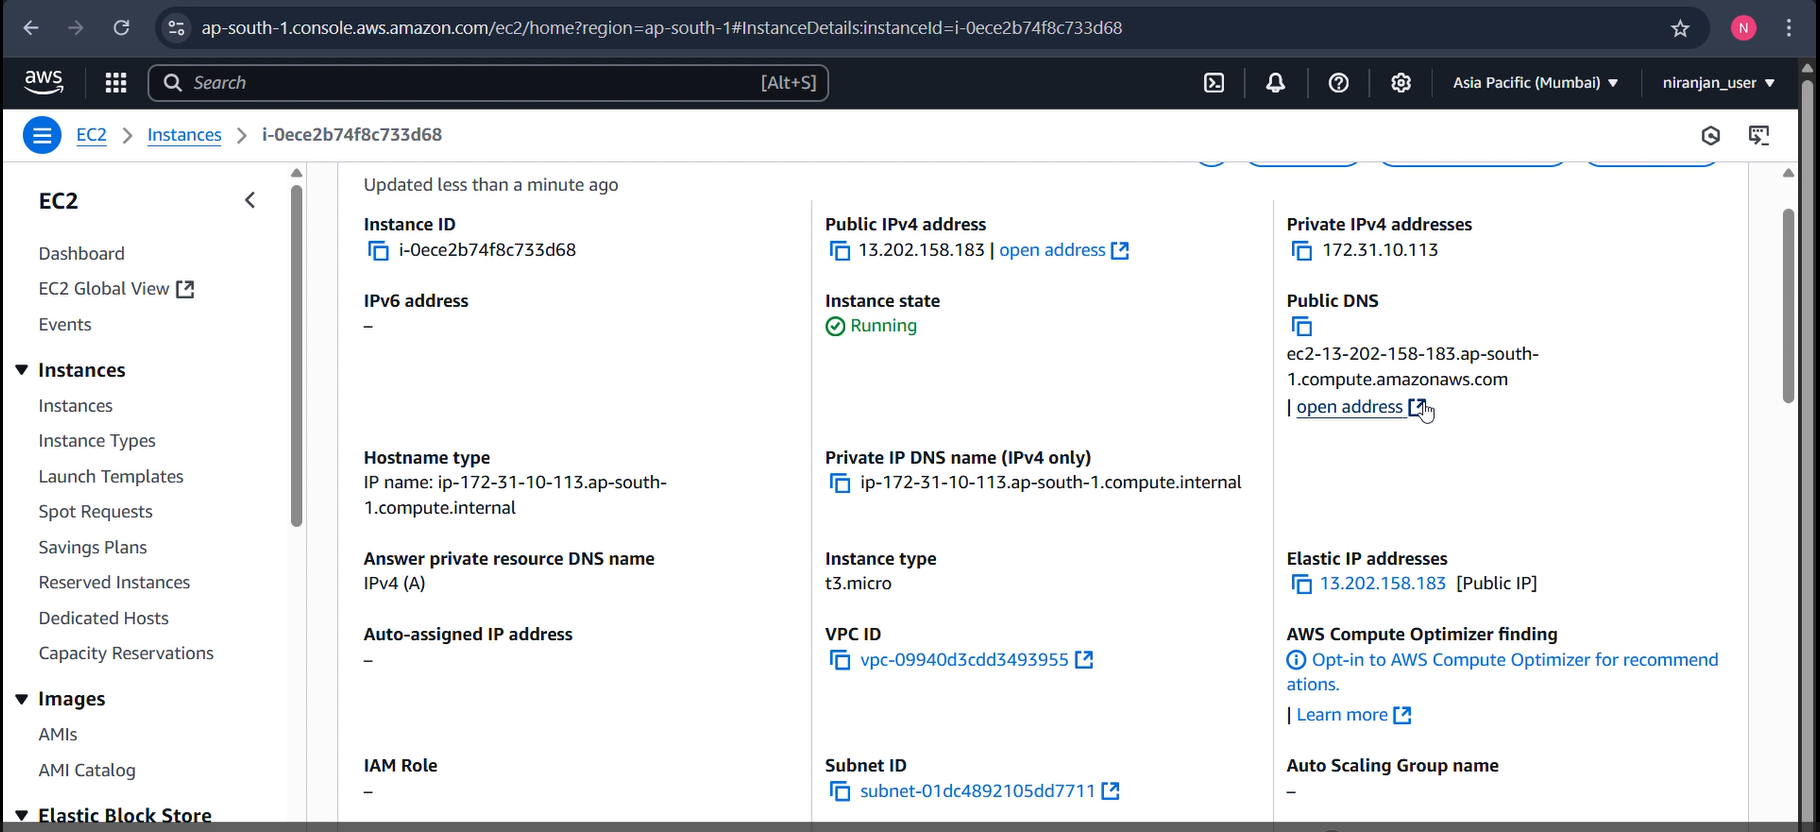 ap-south-1.console.aws.amazon.com/ec2/home?region=ap-south-1#InstanceDetails:instanceId=i-0ece2b74f8c733d68
N
aws
Search
[Alt+S]
Asia Pacific (Mumbai)
niranjan_user
EC2
Instances
i-0ece2b74f8c733d68
EC2
Dashboard
EC2 Global View
Events
Instances
Instances
Instance Types
Launch Templates
Spot Requests
Savings Plans
Reserved Instances
Dedicated Hosts
Capacity Reservations
Images
AMIs
AMI Catalog
Elastic Block Store
Updated less than a minute ago
Instance ID
i-0ece2b74f8c733d68
Public IPv4 address
13.202.158.183 | open address
Private IPv4 addresses
172.31.10.113
IPv6 address
–
Instance state
Running
Public DNS
ec2-13-202-158-183.ap-south-
1.compute.amazonaws.com
| open address
Hostname type
IP name: ip-172-31-10-113.ap-south-
1.compute.internal
Private IP DNS name (IPv4 only)
ip-172-31-10-113.ap-south-1.compute.internal
Answer private resource DNS name
IPv4 (A)
Instance type
t3.micro
Elastic IP addresses
13.202.158.183 [Public IP]
Auto-assigned IP address
–
VPC ID
vpc-09940d3cdd3493955
AWS Compute Optimizer finding
Opt-in to AWS Compute Optimizer for recommend
ations.
| Learn more
IAM Role
–
Subnet ID
subnet-01dc4892105dd7711
Auto Scaling Group name
–